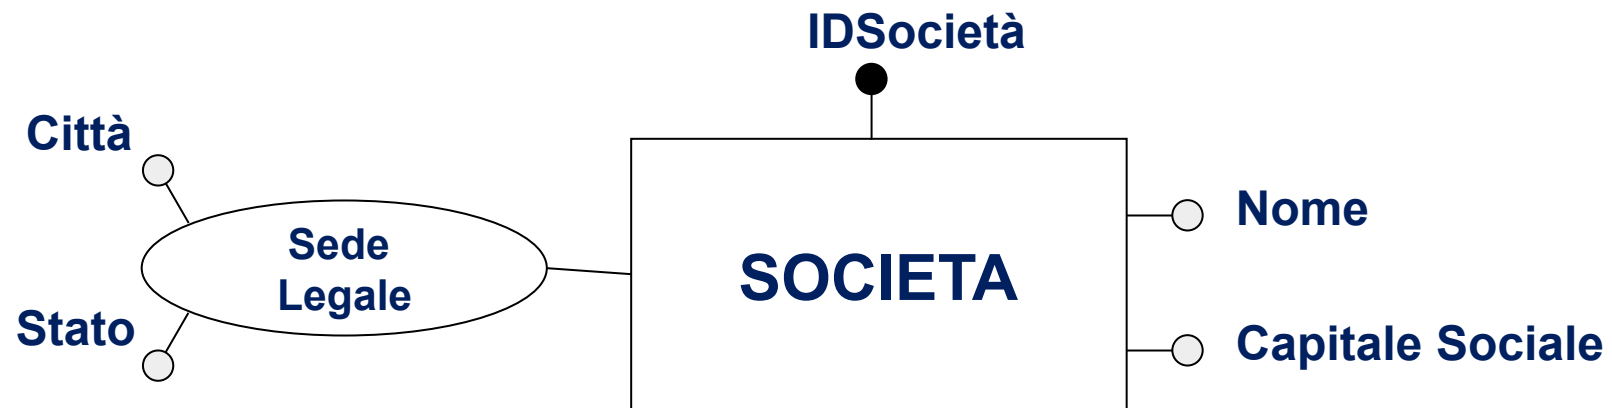 IDSocietà
Città
Nome
Sede
Legale
SOCIETA
Stato
Capitale Sociale